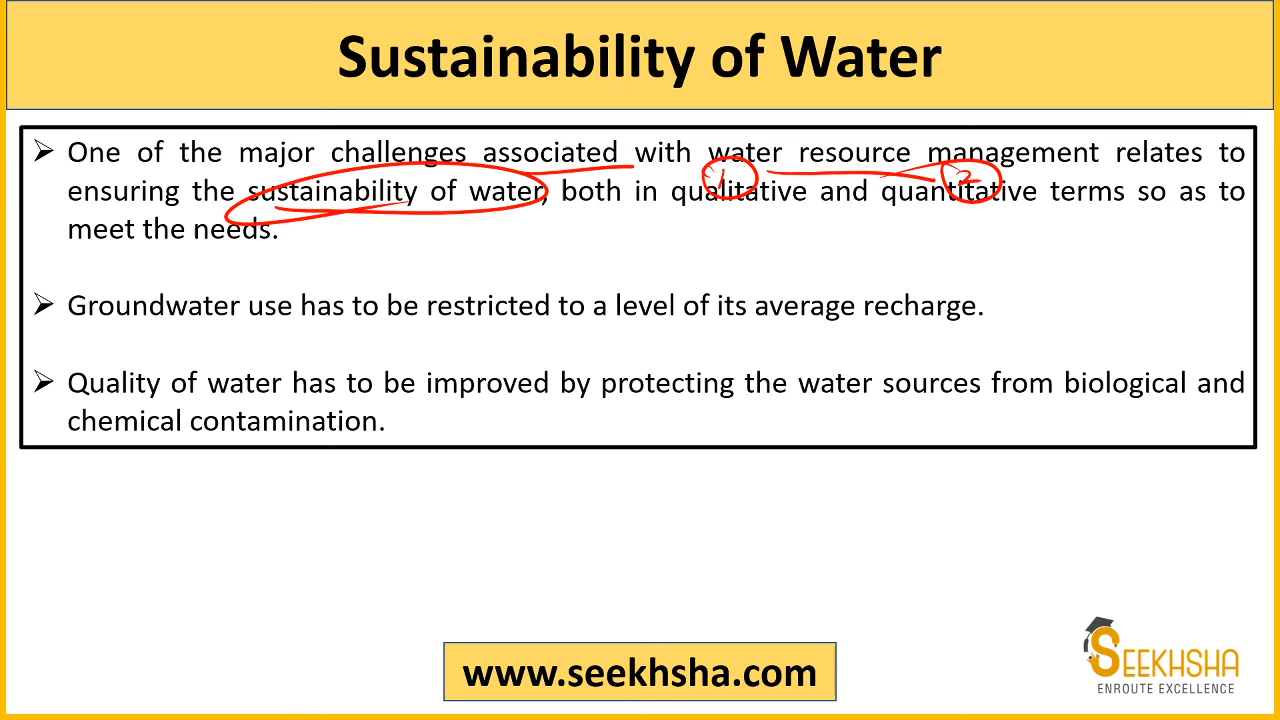 Sustainability of Water
➢ One of the major challenges associated with water resource management relates to
ensuring the sustainability of water, both in qualitative and quantitative terms so as to
meet the needs.
1
2
➢ Groundwater use has to be restricted to a level of its average recharge.
➢ Quality of water has to be improved by protecting the water sources from biological and
chemical contamination.
www.seekhsha.com
SEEKHSHA
ENROUTE EXCELLENCE